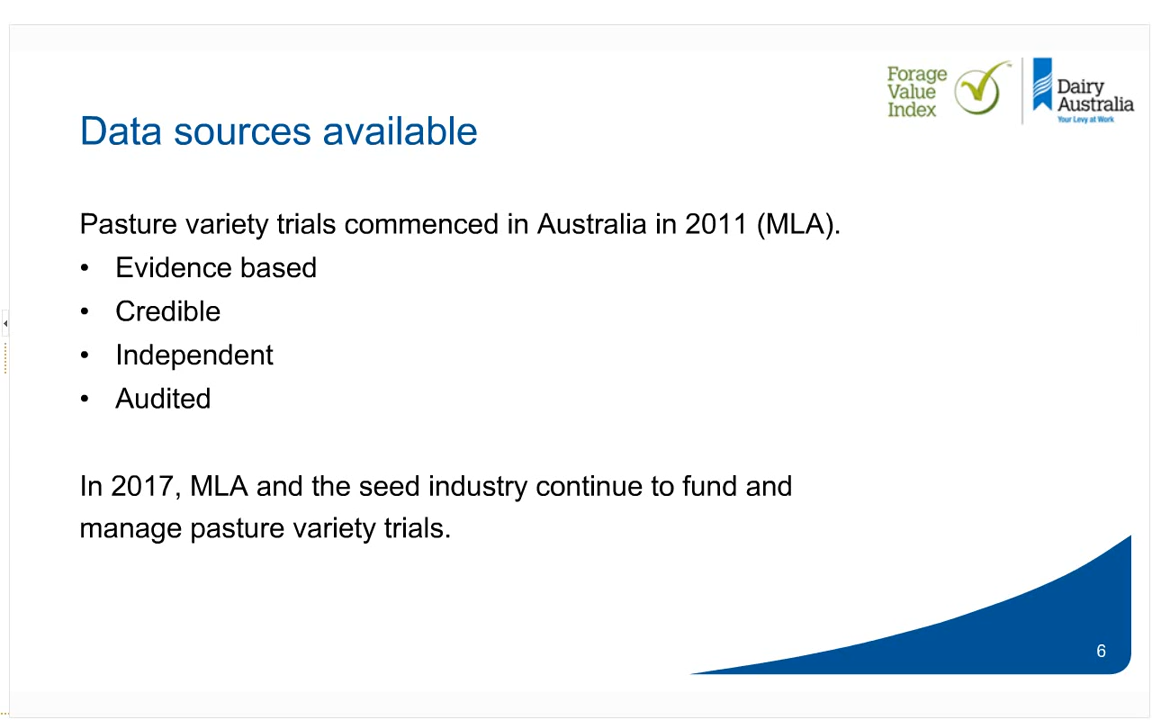 Forage
Value
Index
Dairy
Australia
Your Levy at Work
Data sources available
Pasture variety trials commenced in Australia in 2011 (MLA).
• Evidence based
• Credible
• Independent
• Audited
In 2017, MLA and the seed industry continue to fund and
manage pasture variety trials.
6